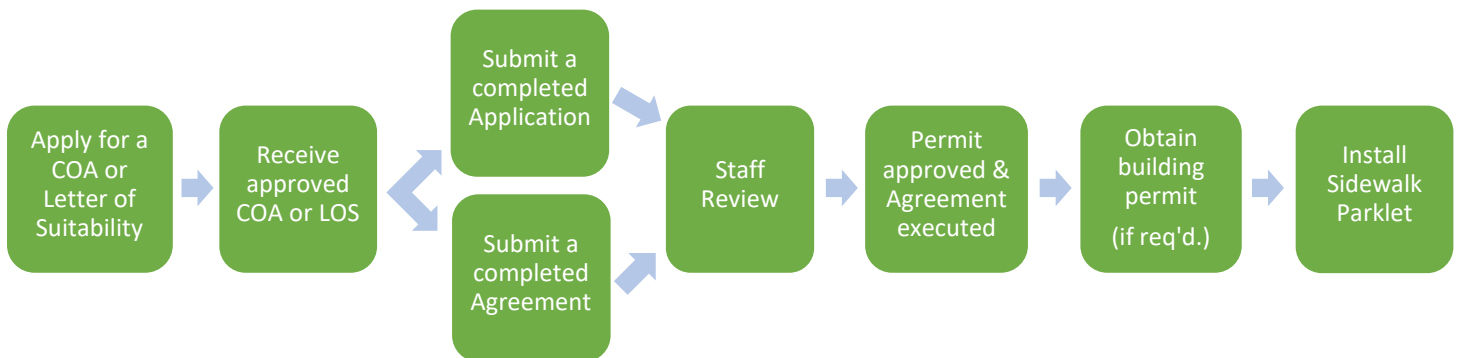 Apply for a
COA or
Letter of
Suitability
Receive
approved
COA or LOS
Submit a
completed
Application
Submit a
completed
Agreement
Staff
Review
Permit
approved &
Agreement
executed
Obtain
building
permit
(if req'd.)
Install
Sidewalk
Parklet